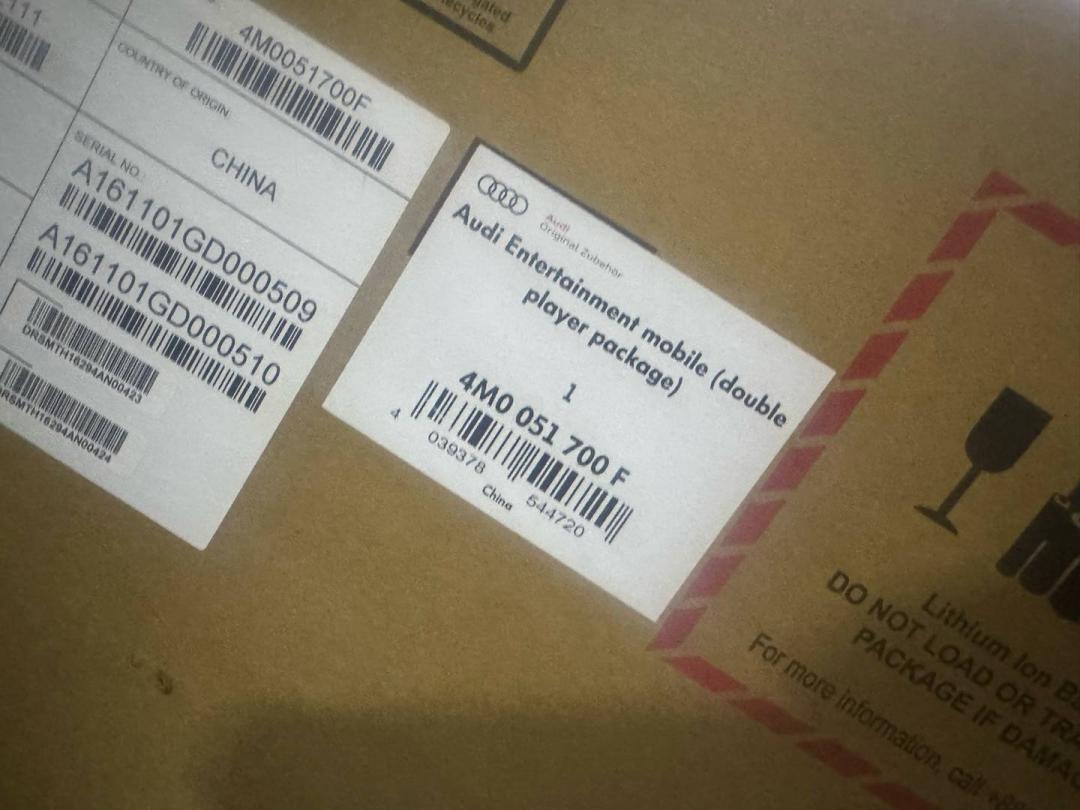 4M0051700F
COUNTRY OF ORIGIN
CHINA
SERIAL NO.:
A161101GD000509
A161101GD000510
DRSMTH16294AN00423
RSMTH16294AN00424
Audi
Original Zubehör
Audi Entertainment mobile (double
player package)
1
4M0 051 700 F
4 039378 544720
China
Lithium Ion
DO NOT LOAD OR
PACKAGE IF
For more information, call